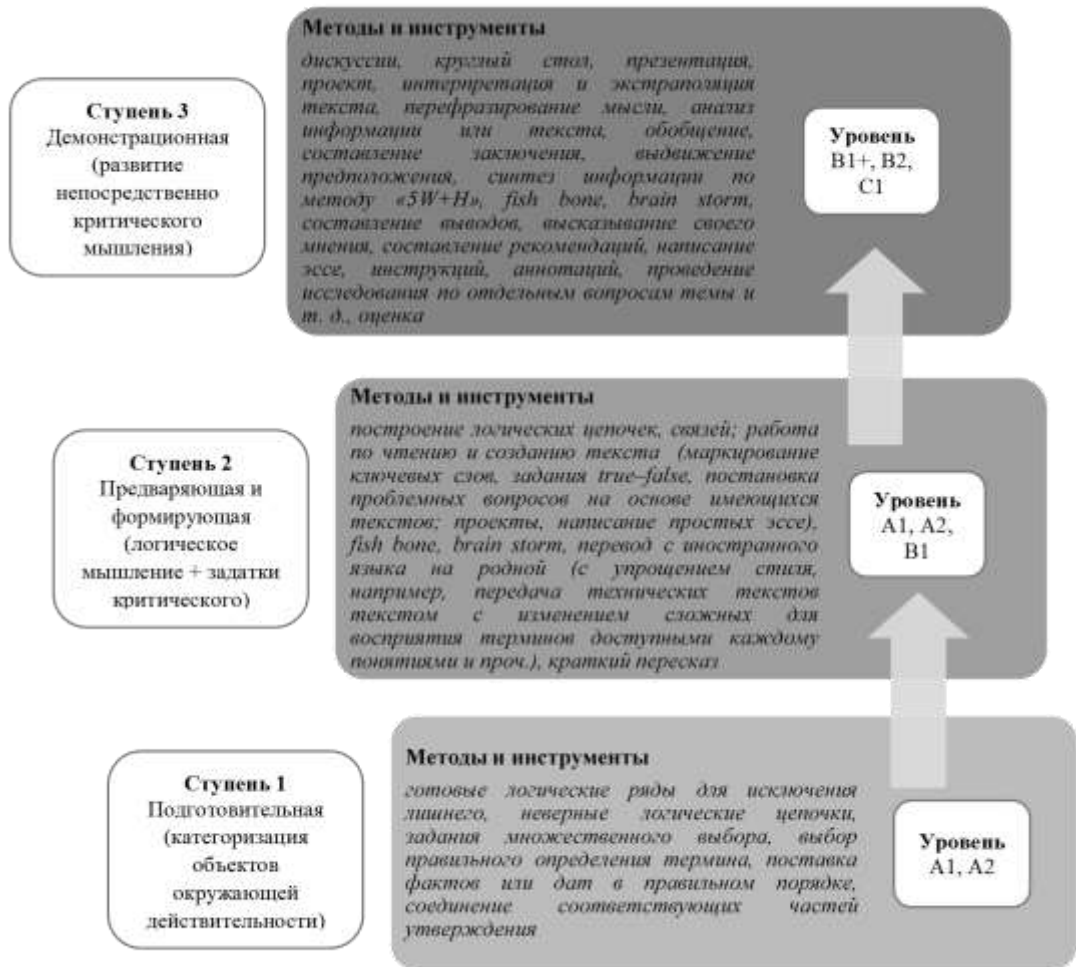 Методы и инструменты
дискуссии, круглый стол, презентация,
проект, интерпретация и экстраполяция
текста, перефразирование мысли, анализ
информации или текста, обобщение,
составление заключения, выдвижение
предположения, синтез информации по
методу «5W+H», fish bone, brain storm,
составление выводов, высказывание своего
мнения, составление рекомендаций, написание
эссе, инструкций, аннотаций, проведение
исследования по отдельным вопросам темы и
т. д., оценка
Ступень 3
Демонстрационная
(развитие
непосредственно
критического
мышления)
Уровень
B1+, B2,
C1
Методы и инструменты
построение логических цепочек, связей; работа
по чтению и созданию текста (маркирование
ключевых слов, задания true–false, постановка
проблемных вопросов на основе имеющихся
текстов; проекты, написание простых эссе),
fish bone, brain storm, перевод с иностранного
языка на родной (с упрощением стиля,
например, передача технических текстов
текстом с изменением сложных для
восприятия терминов доступными каждому
понятиями и проч.), краткий пересказ
Ступень 2
Предваряющая и
формирующая
(логическое
мышление + задатки
критического)
Уровень
A1, A2,
B1
Методы и инструменты
готовые логические ряды для исключения
лишнего, неверные логические цепочки,
задания множественного выбора, выбор
правильного определения термина, поставка
фактов или дат в правильном порядке,
соединение соответствующих частей
утверждения
Ступень 1
Подготовительная
(категоризация
объектов
окружающей
действительности)
Уровень
A1, A2